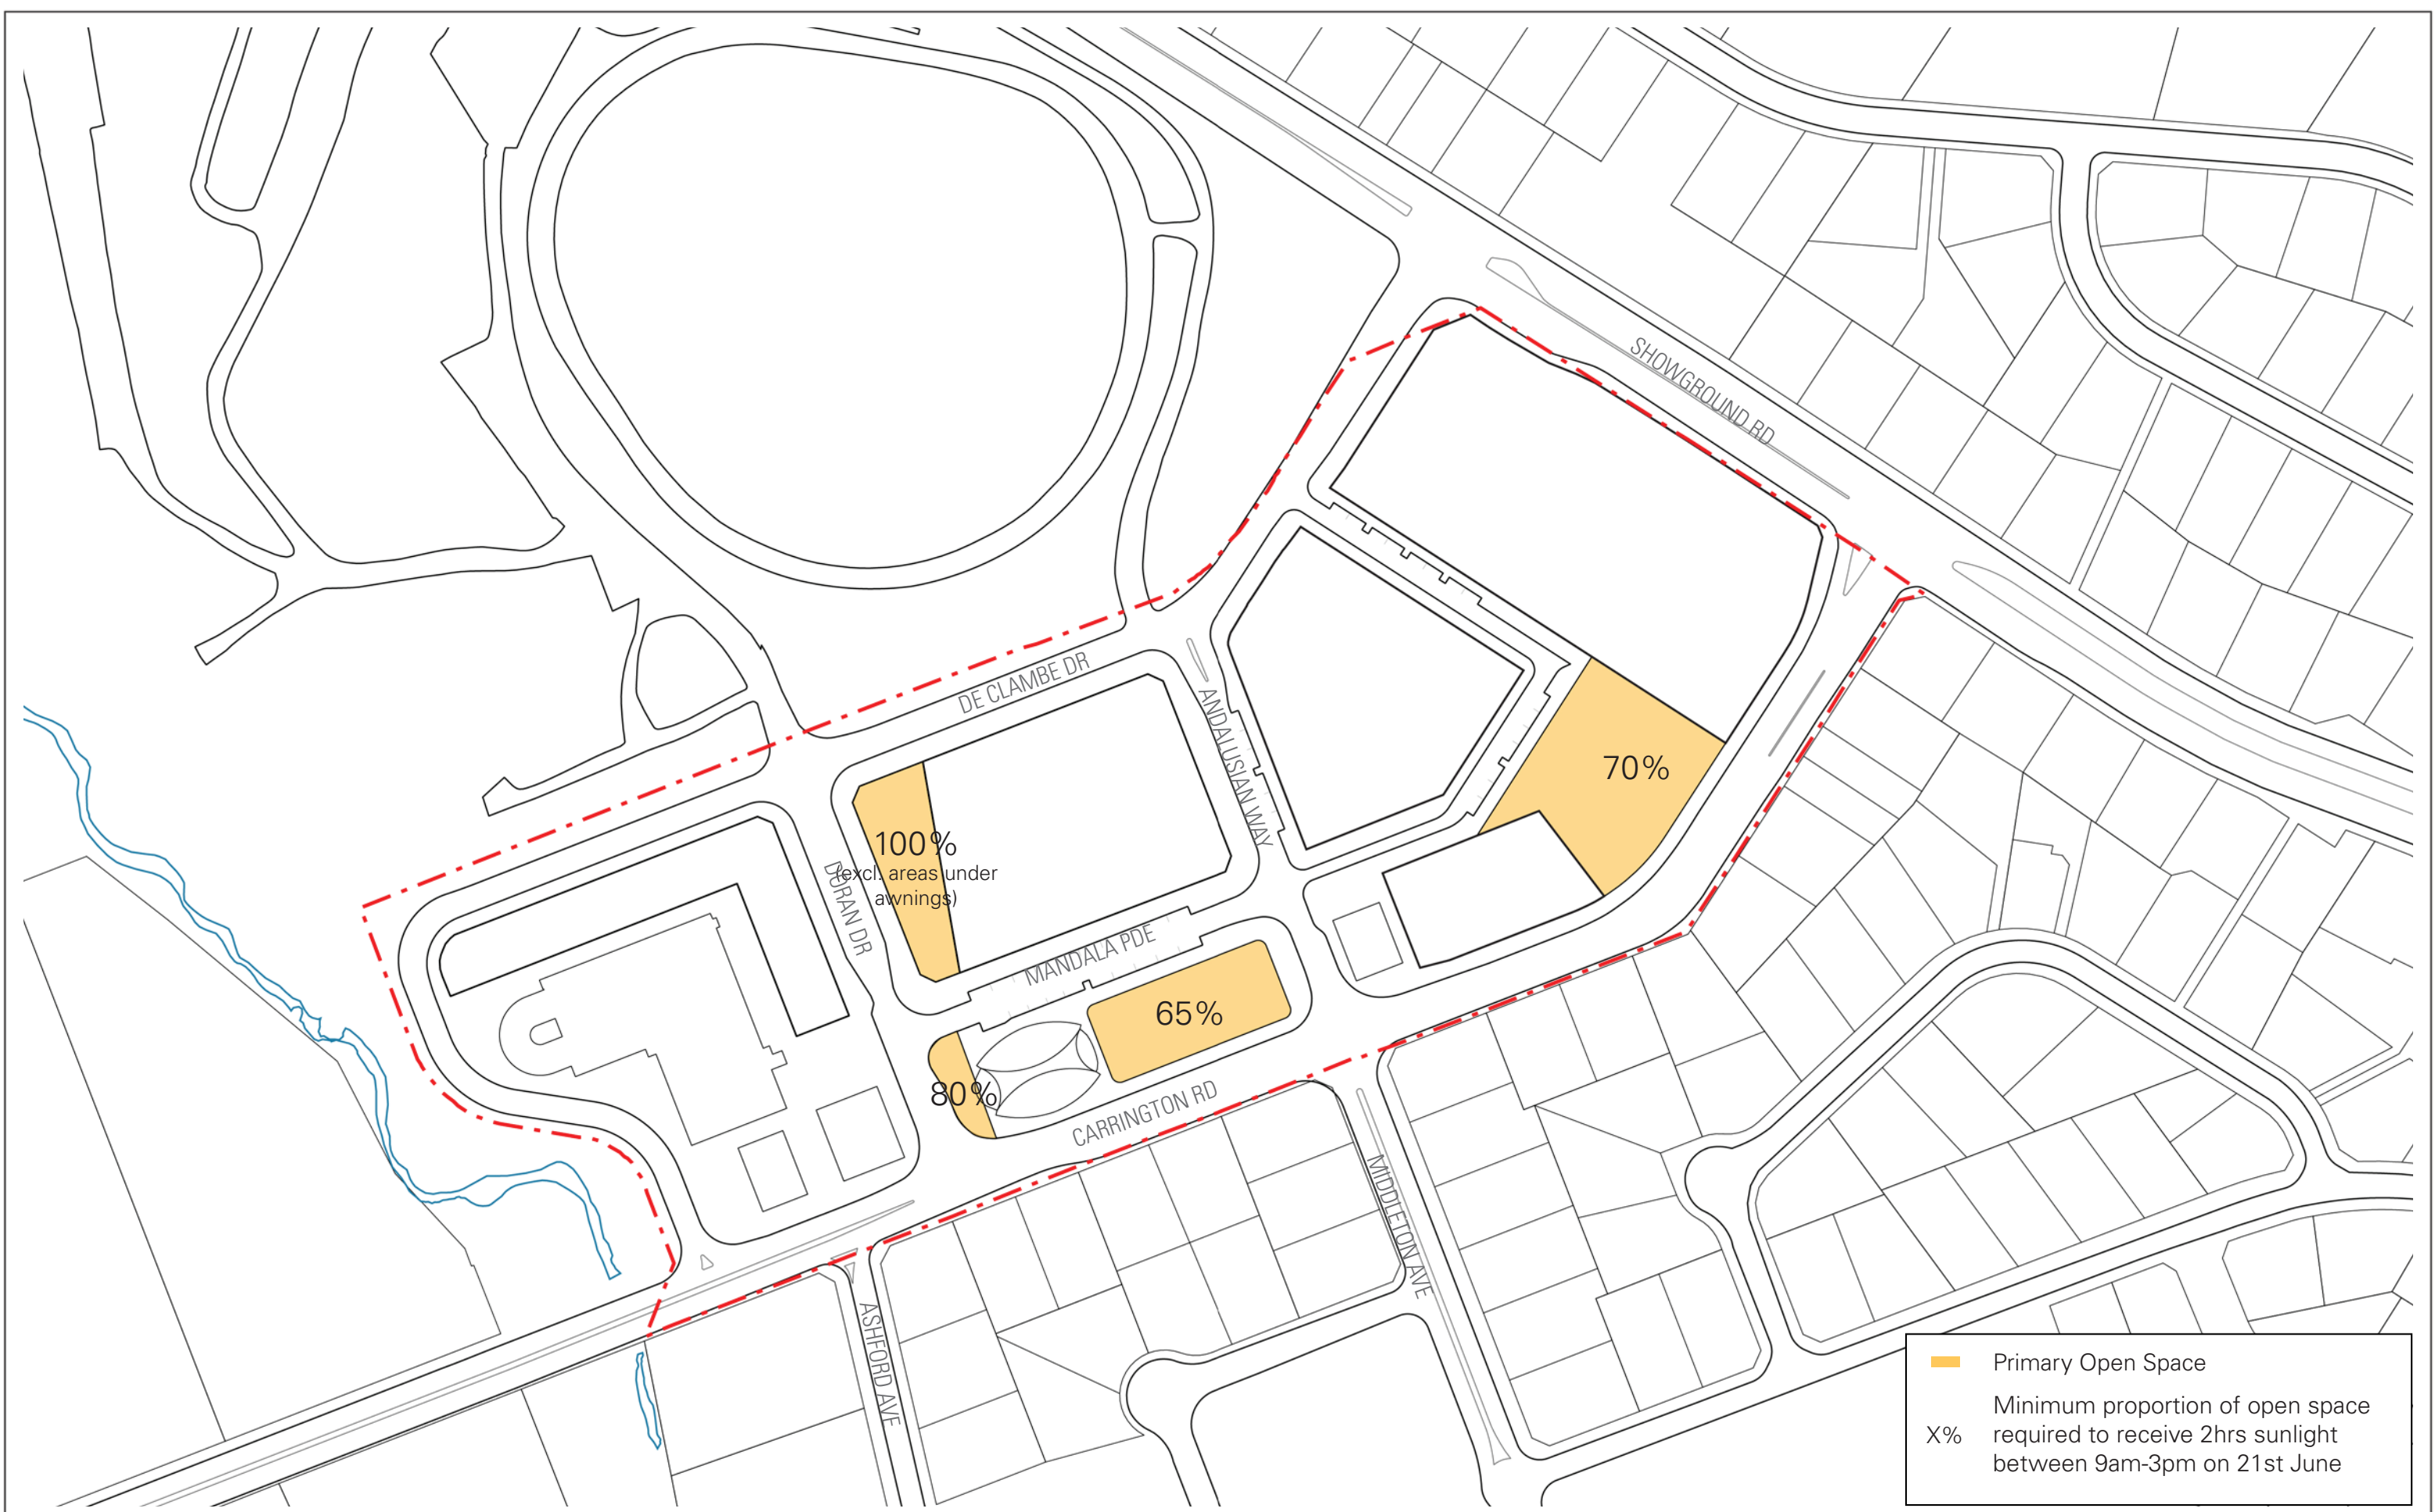 SHOWGROUND RD
DE CLAMBE DR
ANDALUSIAN WAY
70%
100%
(excl. areas under
awnings)
DORAN DR
MANDALA PDE
65%
80%
CARRINGTON RD
MIDDLETON AVE
ASHFORD AVE
Primary Open Space
X%
Minimum proportion of open space
required to receive 2hrs sunlight
between 9am-3pm on 21st June